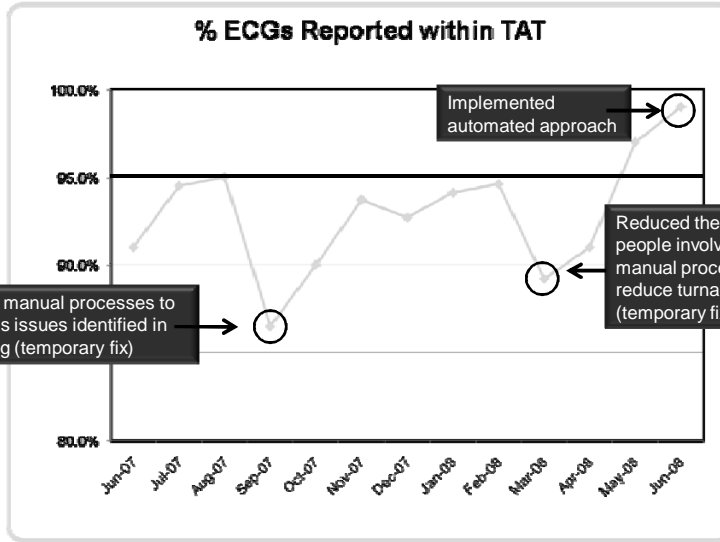 % ECGs Reported within TAT
100.0%
95.0%
90.0%
80.0%
Implemented
automated approach
Reduced the
people involv
manual proce
reduce turna
(temporary fix
manual processes to
s issues identified in
g (temporary fix)
Jun-07
Jul-07
Aug-07
Sep-07
Oct-07
Nov-07
Dec-07
Jan-08
Feb-08
Mar-08
Apr-08
May-08
Jun-08